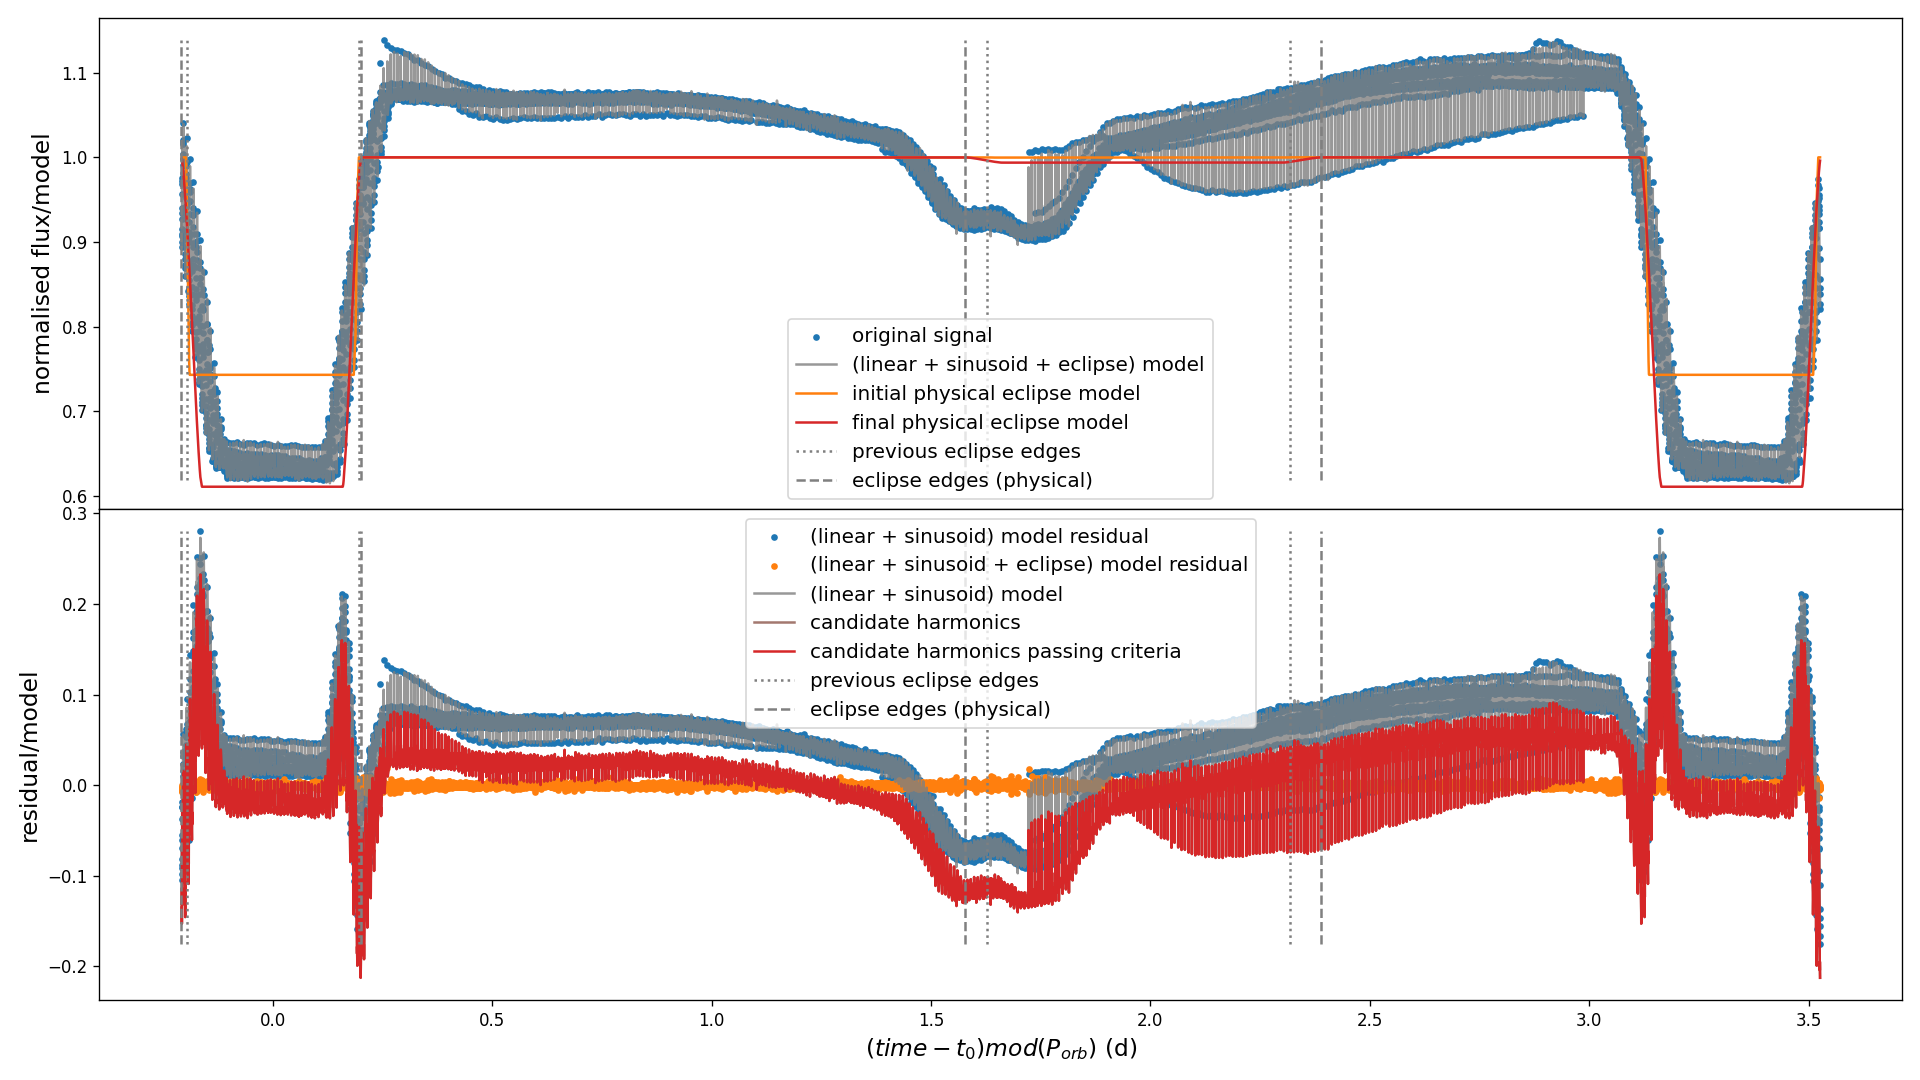 normalised flux/model
1.1
1.0
0.9
0.8
0.7
0.6
original signal
(linear + sinusoid + eclipse) model
initial physical eclipse model
final physical eclipse model
previous eclipse edges
eclipse edges (physical)
residual/model
0.3
0.2
0.1
0.0
−0.1
−0.2
(linear + sinusoid) model residual
(linear + sinusoid + eclipse) model residual
(linear + sinusoid) model
candidate harmonics
candidate harmonics passing criteria
previous eclipse edges
eclipse edges (physical)
0.0 0.5 1.0 1.5 2.0 2.5 3.0 3.5
(time − t₀)mod(P_orb) (d)